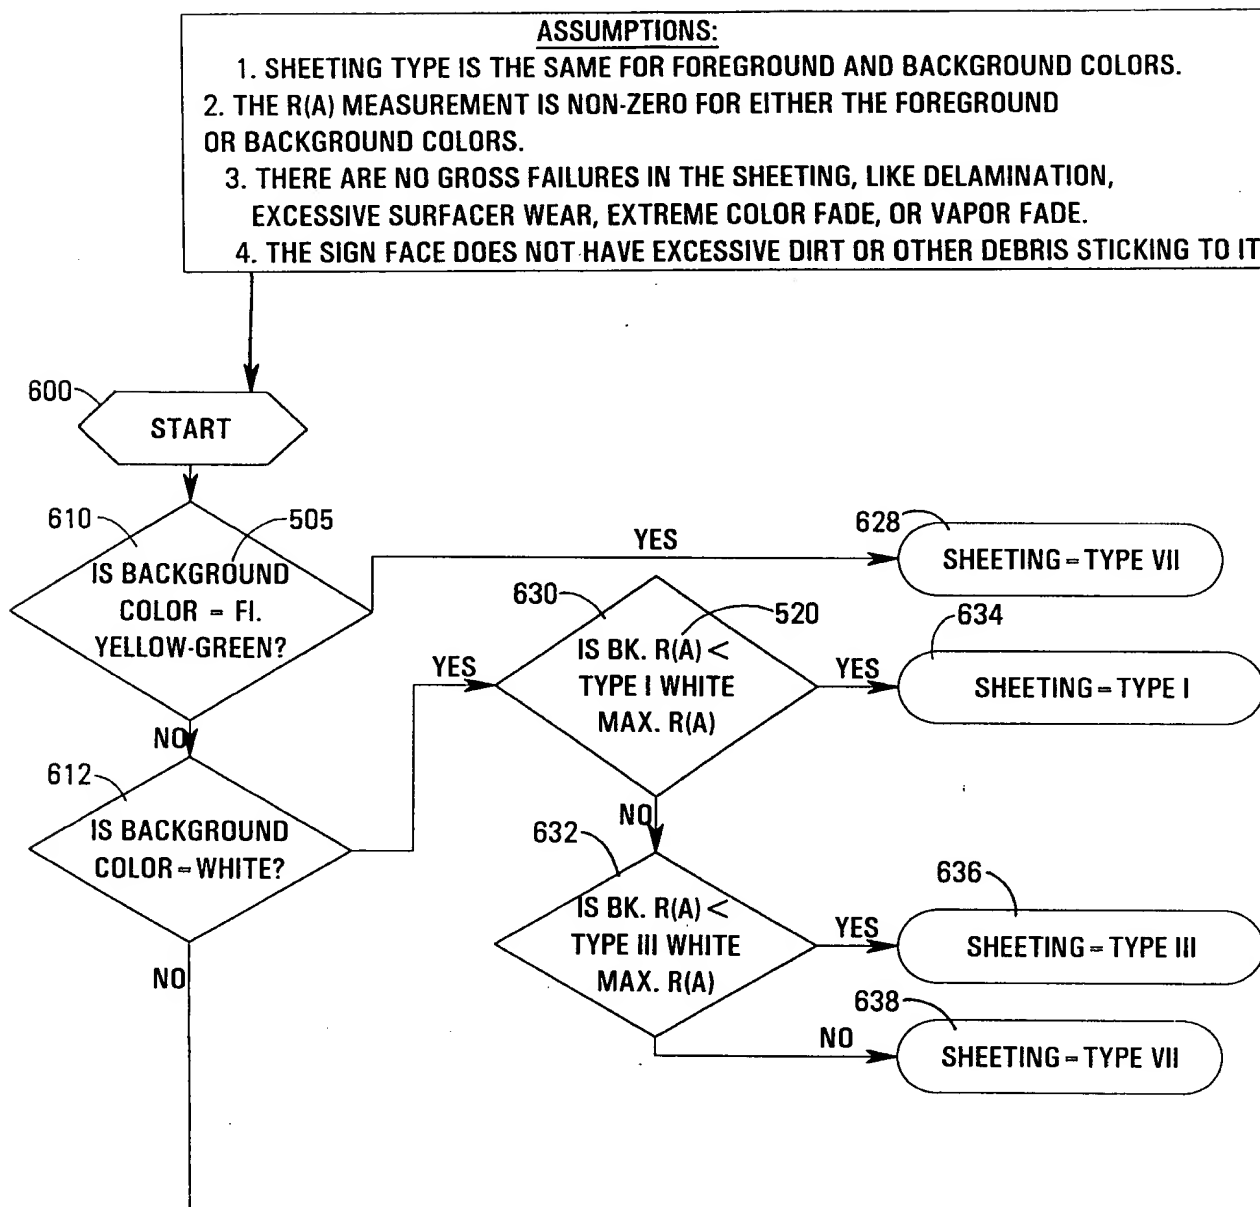 ASSUMPTIONS:
1. SHEETING TYPE IS THE SAME FOR FOREGROUND AND BACKGROUND COLORS.
2. THE R(A) MEASUREMENT IS NON-ZERO FOR EITHER THE FOREGROUND
OR BACKGROUND COLORS.
3. THERE ARE NO GROSS FAILURES IN THE SHEETING, LIKE DELAMINATION,
EXCESSIVE SURFACER WEAR, EXTREME COLOR FADE, OR VAPOR FADE.
4. THE SIGN FACE DOES NOT HAVE EXCESSIVE DIRT OR OTHER DEBRIS STICKING TO IT
600
START
610
505
IS BACKGROUND
COLOR = FI.
YELLOW-GREEN?
YES
628
SHEETING = TYPE VII
NO
612
IS BACKGROUND
COLOR = WHITE?
YES
630
520
IS BK. R(A) <
TYPE I WHITE
MAX. R(A)
YES
634
SHEETING = TYPE I
NO
632
IS BK. R(A) <
TYPE III WHITE
MAX. R(A)
YES
636
SHEETING = TYPE III
NO
638
SHEETING = TYPE VII
NO